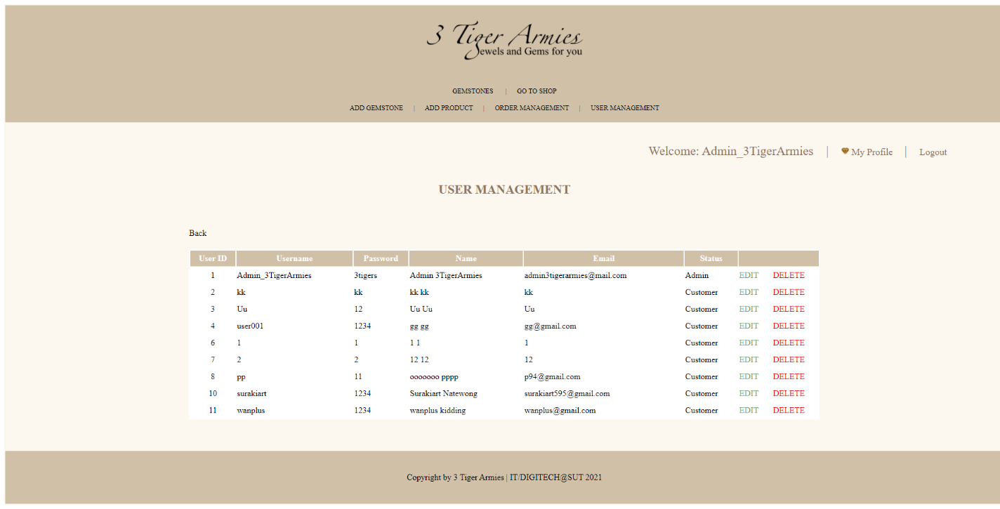 3 Tiger Armies
Jewels and Gems for you
GEMSTONES | GO TO SHOP
ADD GEMSTONE | ADD PRODUCT | ORDER MANAGEMENT | USER MANAGEMENT
Welcome: Admin_3TigerArmies | My Profile | Logout
USER MANAGEMENT
Back
User ID Username Password Name Email Status
1 Admin_3TigerArmies 3tigers Admin 3TigerArmies admin3tigerarmies@mail.com Admin EDIT DELETE
2 kk kk kk kk kk Customer EDIT DELETE
3 Uu 12 Uu Uu Uu Customer EDIT DELETE
4 user001 1234 gg gg gg@gmail.com Customer EDIT DELETE
6 1 1 1 1 1 Customer EDIT DELETE
7 2 2 12 12 12 Customer EDIT DELETE
8 pp 11 ooooooo pppp p94@gmail.com Customer EDIT DELETE
10 surakiart 1234 Surakiart Natewong surakiart595@gmail.com Customer EDIT DELETE
11 wanplus 1234 wanplus kidding wanplus@gmail.com Customer EDIT DELETE
Copyright by 3 Tiger Armies | IT/DIGITECH@SUT 2021